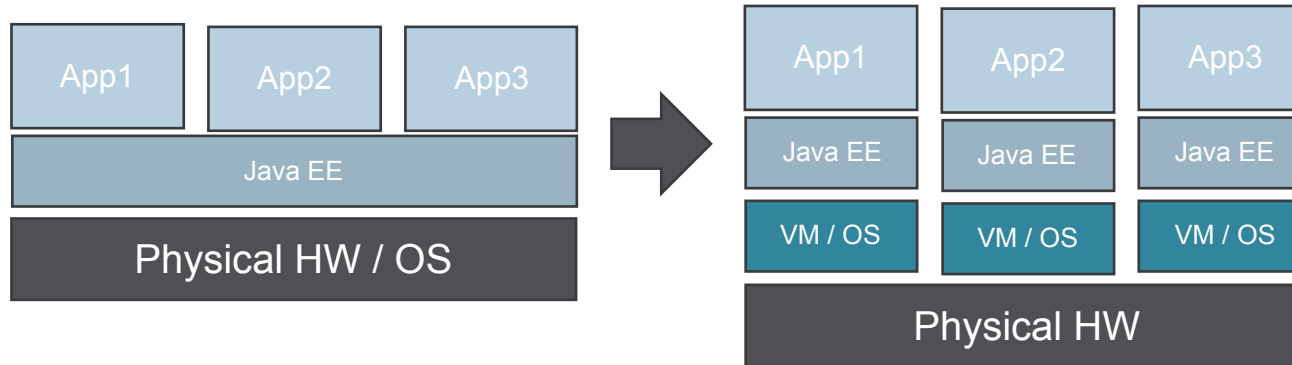 App1
App2
App3
Java EE
Physical HW / OS
App1
App2
App3
Java EE
Java EE
Java EE
VM / OS
VM / OS
VM / OS
Physical HW